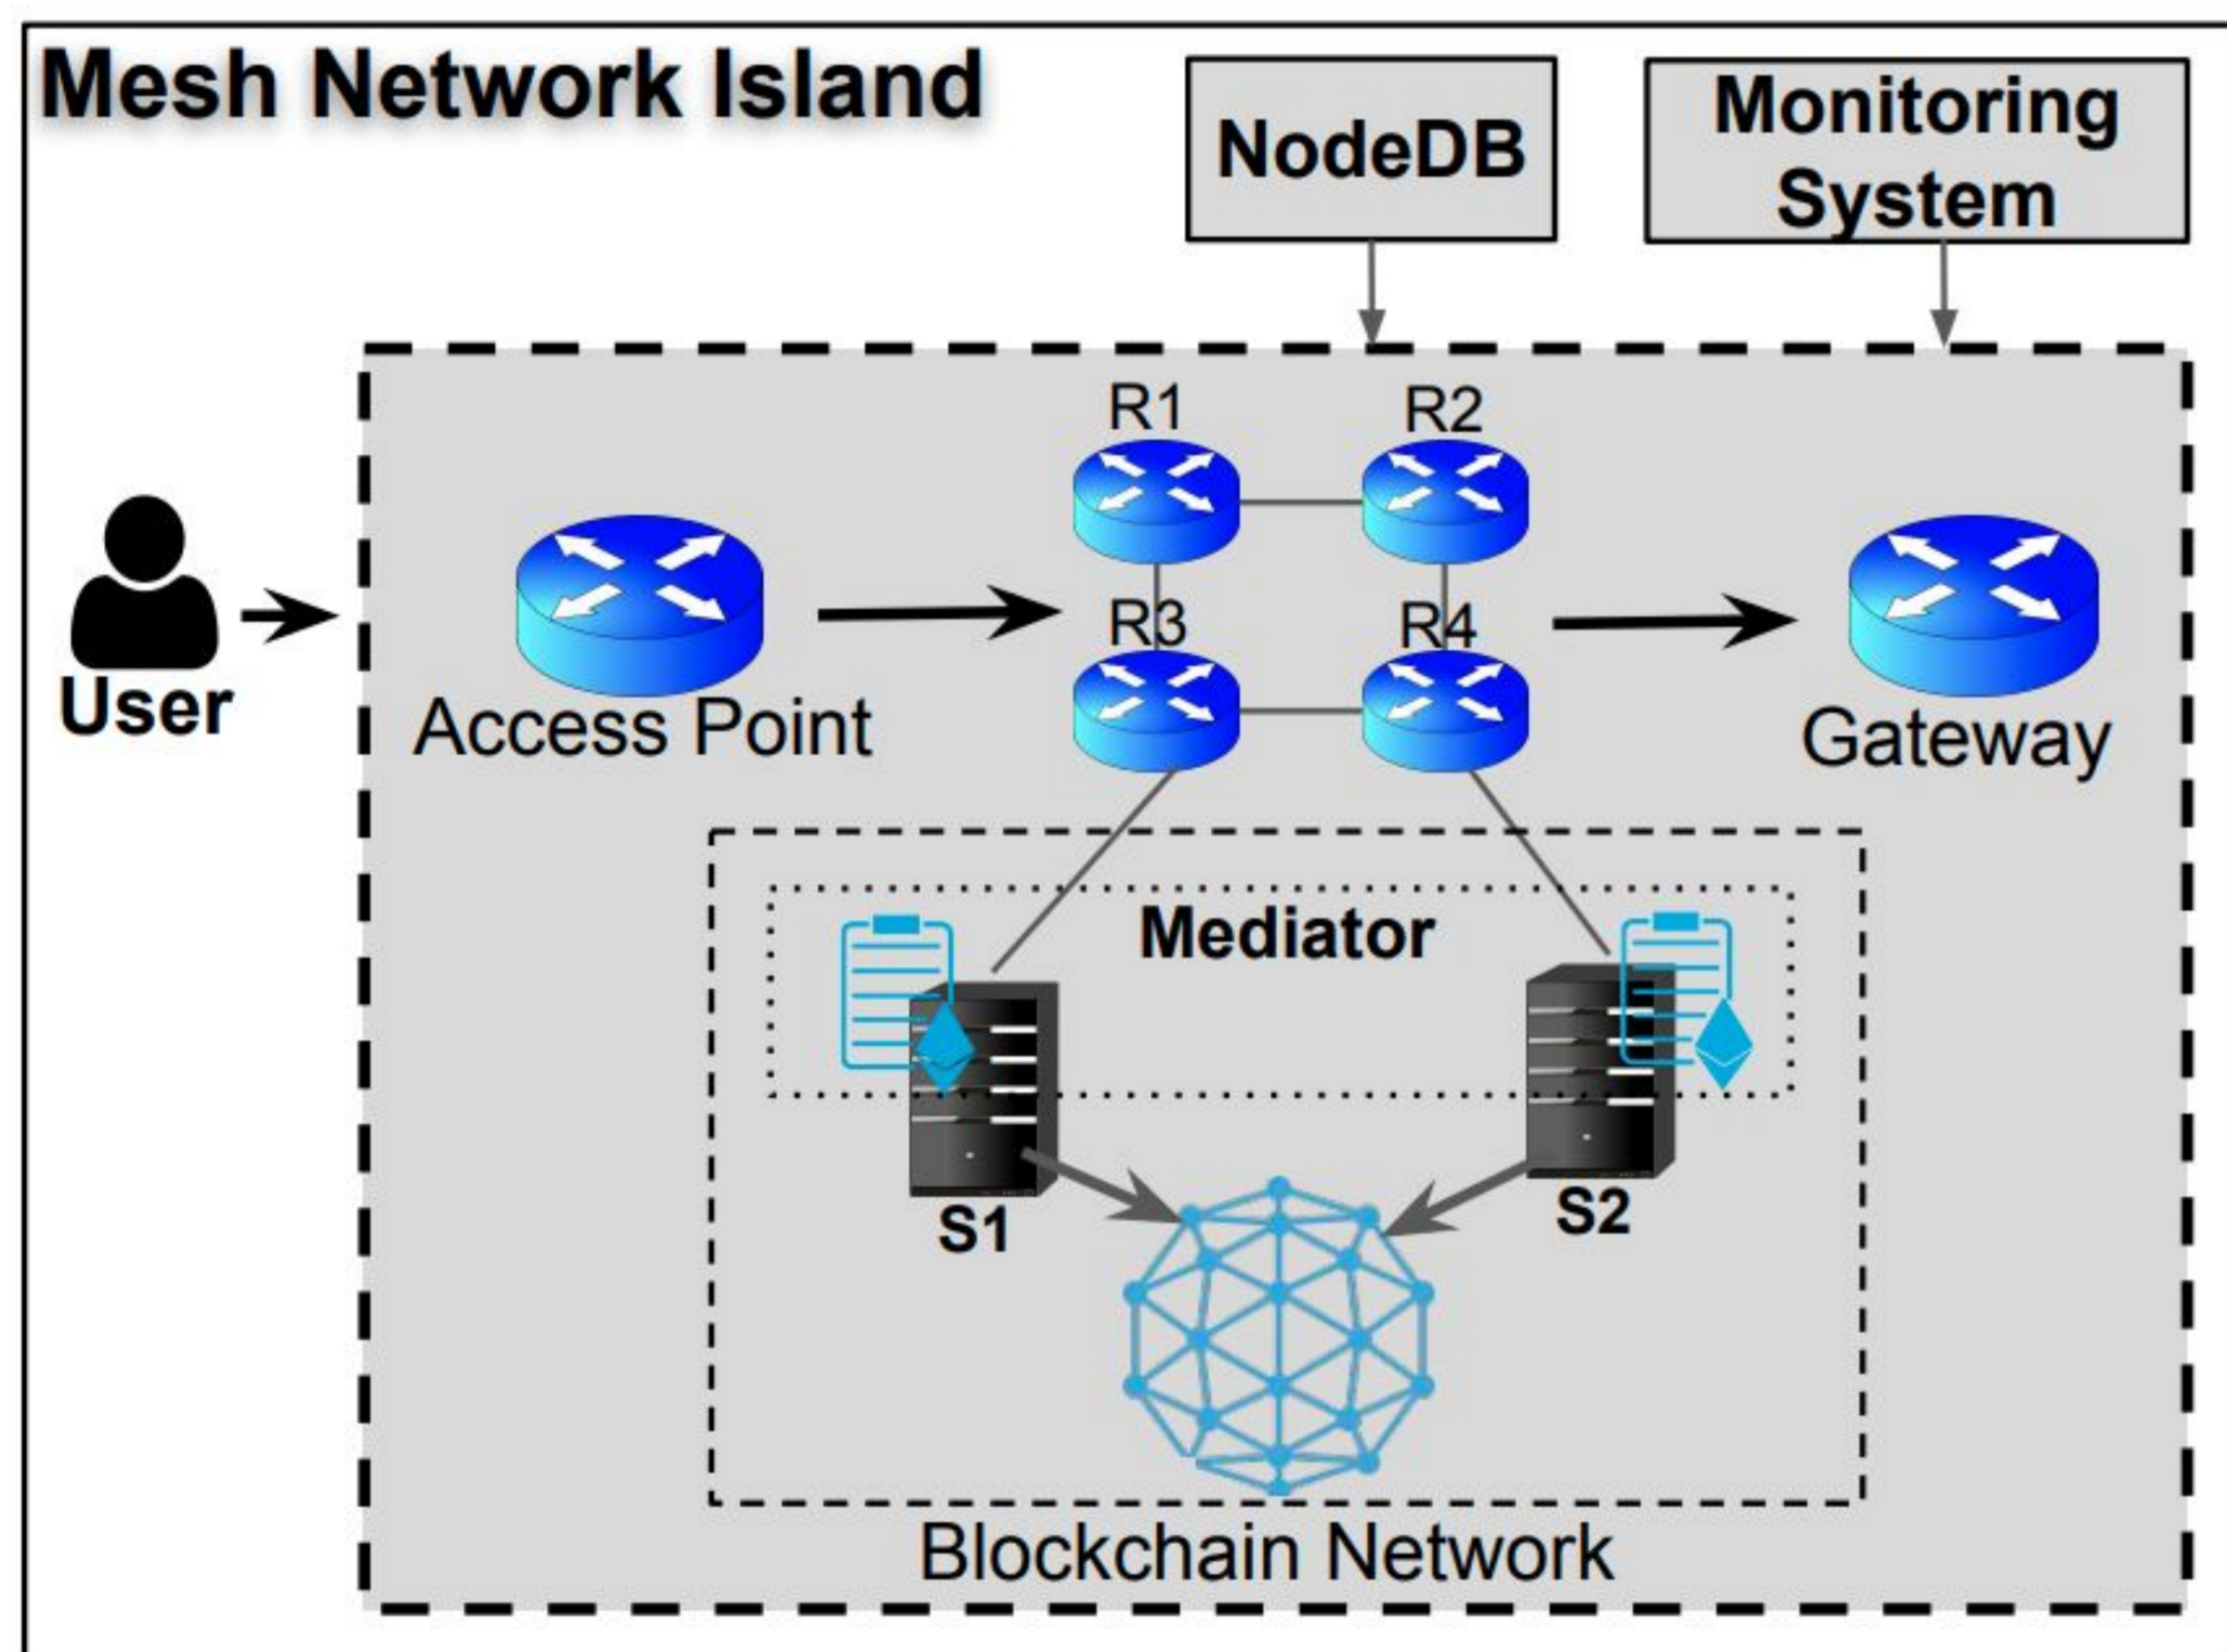 Mesh Network Island
NodeDB
Monitoring
System
R1
R2
User
Access Point
R3
R4
Gateway
Mediator
S1
S2
Blockchain Network